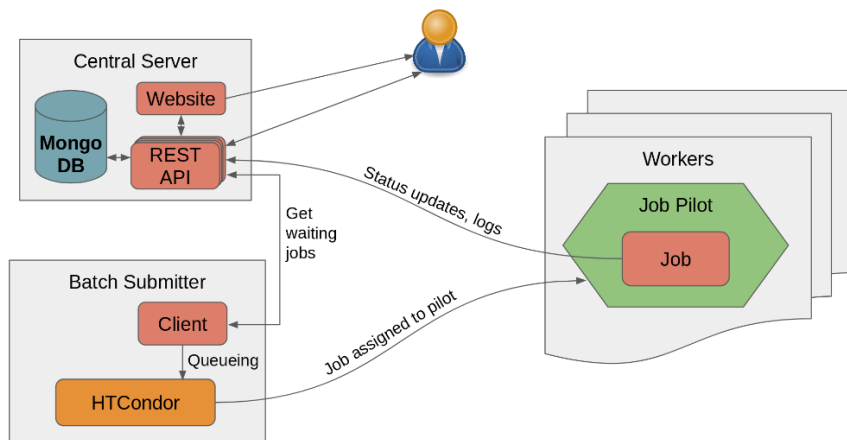 Central Server
Website
Mongo
DB
REST
API
Get
waiting
jobs
Status updates, logs
Workers
Job Pilot
Job
Batch Submitter
Client
Queueing
HTCondor
Job assigned to pilot